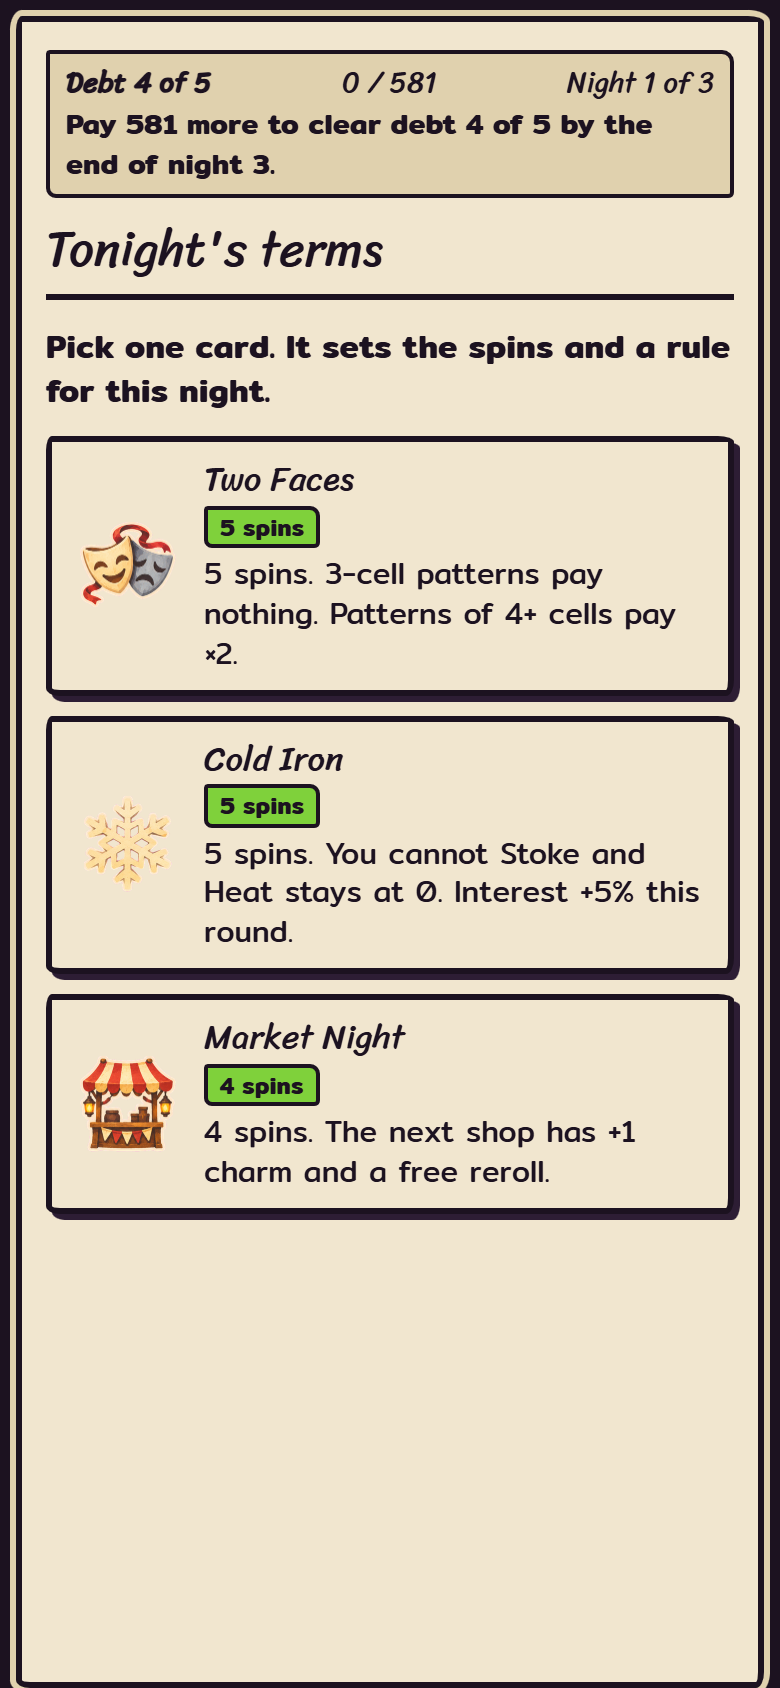 Debt 4 of 5 0 / 581 Night 1 of 3
Pay 581 more to clear debt 4 of 5 by the
end of night 3.
Tonight's terms
Pick one card. It sets the spins and a rule
for this night.
Two Faces
5 spins
5 spins. 3-cell patterns pay
nothing. Patterns of 4+ cells pay
×2.
Cold Iron
5 spins
5 spins. You cannot Stoke and
Heat stays at 0. Interest +5% this
round.
Market Night
4 spins
4 spins. The next shop has +1
charm and a free reroll.